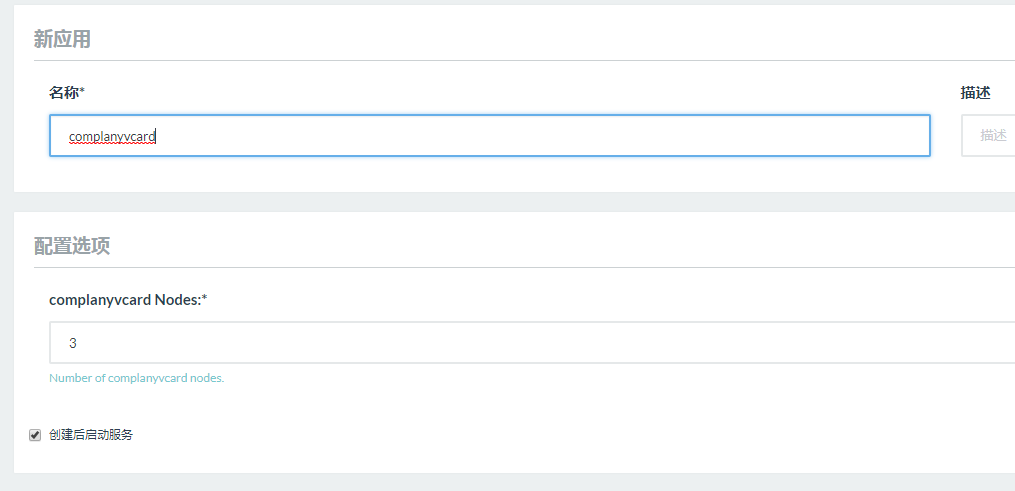 新应用
名称*
描述
complanyvcard
描述
配置选项
complanyvcard Nodes:*
3
Number of complanyvcard nodes.
创建后启动服务